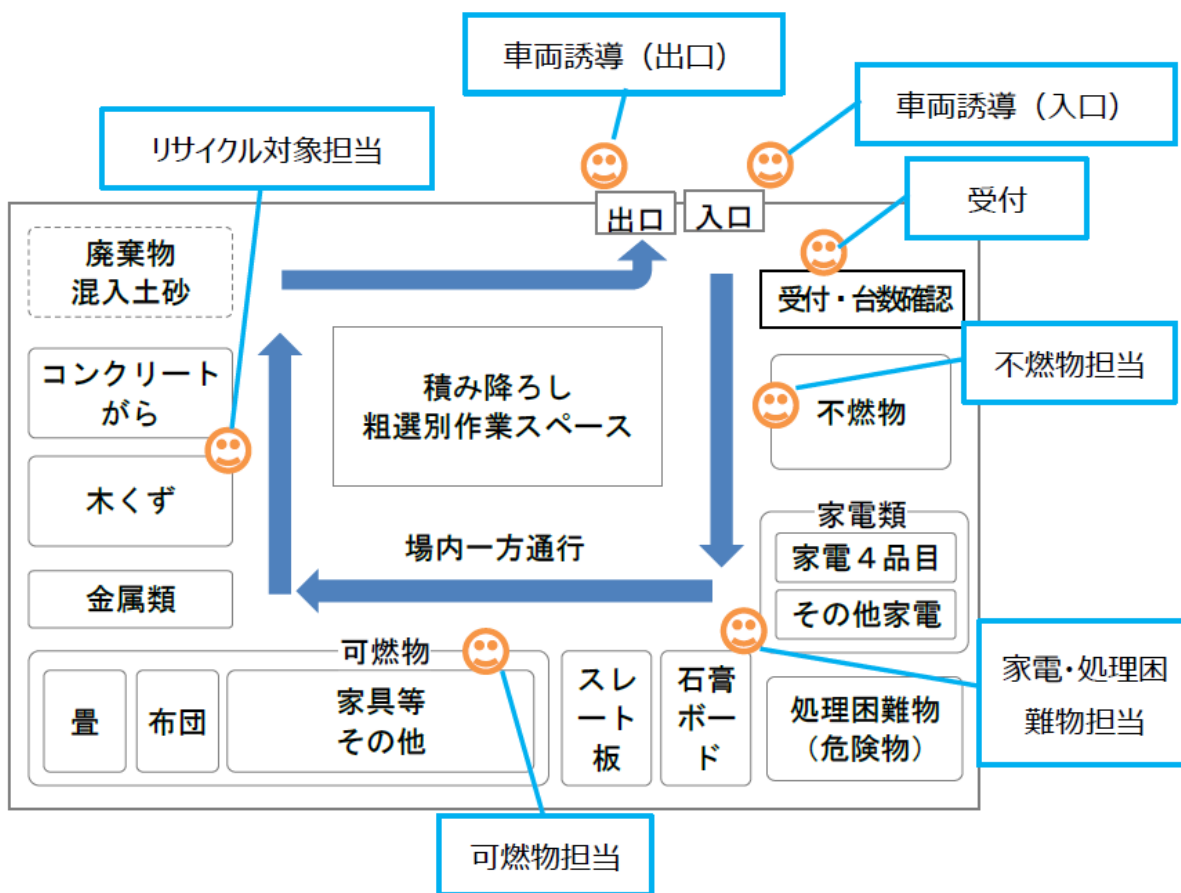 車両誘導（出口）
車両誘導（入口）
リサイクル対象担当
受付
出口
入口
廃棄物
混入土砂
受付・台数確認
不燃物担当
コンクリート
がら
積み降ろし
粗選別作業スペース
不燃物
木くず
家電類
家電４品目
その他家電
場内一方通行
金属類
可燃物
畳
布団
家具等
その他
スレ
ート
板
石膏
ボー
ド
処理困難物
（危険物）
家電・処理困
難物担当
可燃物担当